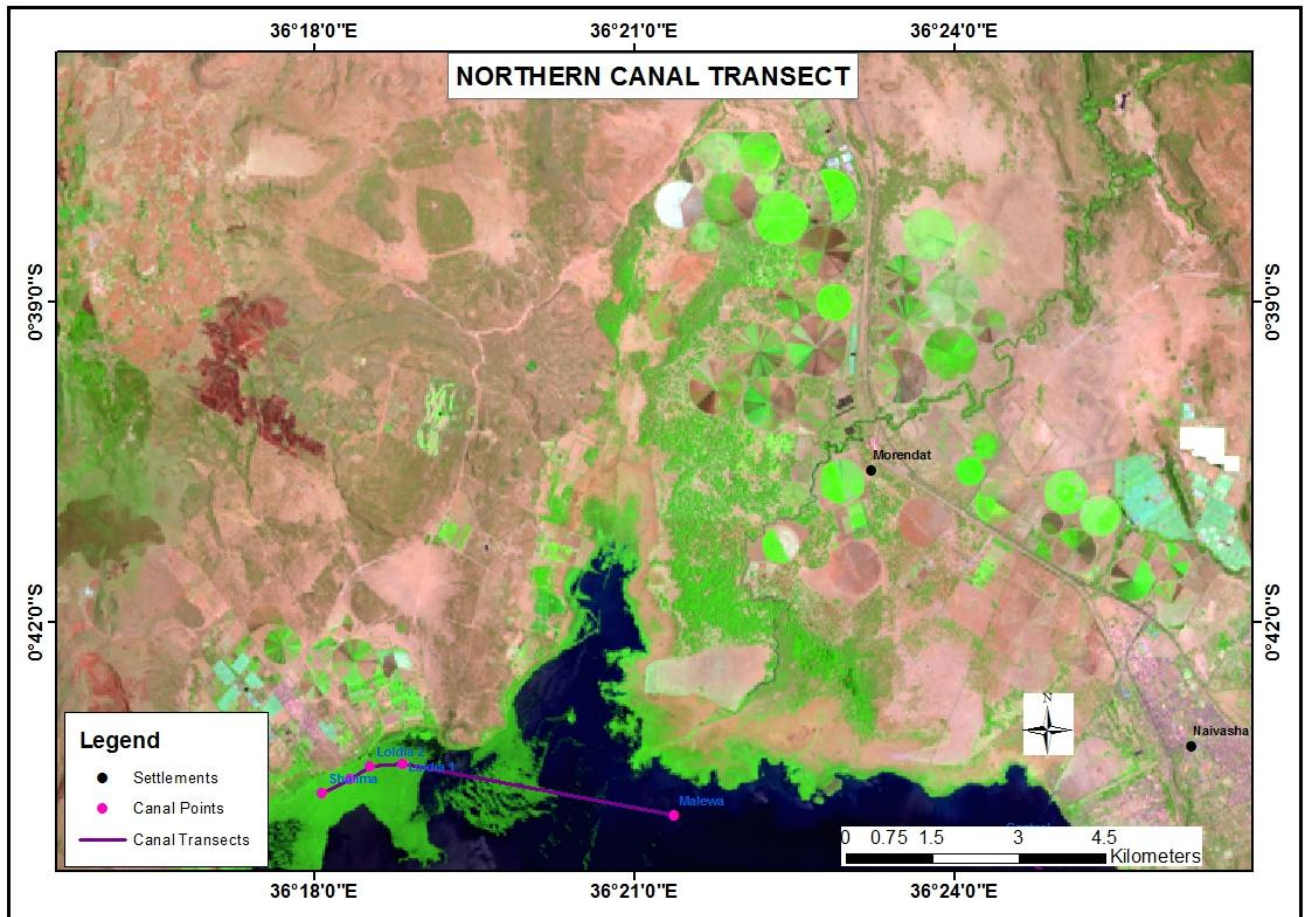 36°18'0"E 36°21'0"E 36°24'0"E
NORTHERN CANAL TRANSECT
0°39'0"S 0°39'0"S
Morendat
0°42'0"S 0°42'0"S
N
Naivasha
Legend
Settlements
Canal Points
Canal Transects
Loldia 2
Loldia 1
Shalima
Malewa
Central
0 0.75 1.5 3 4.5
Kilometers
36°18'0"E 36°21'0"E 36°24'0"E